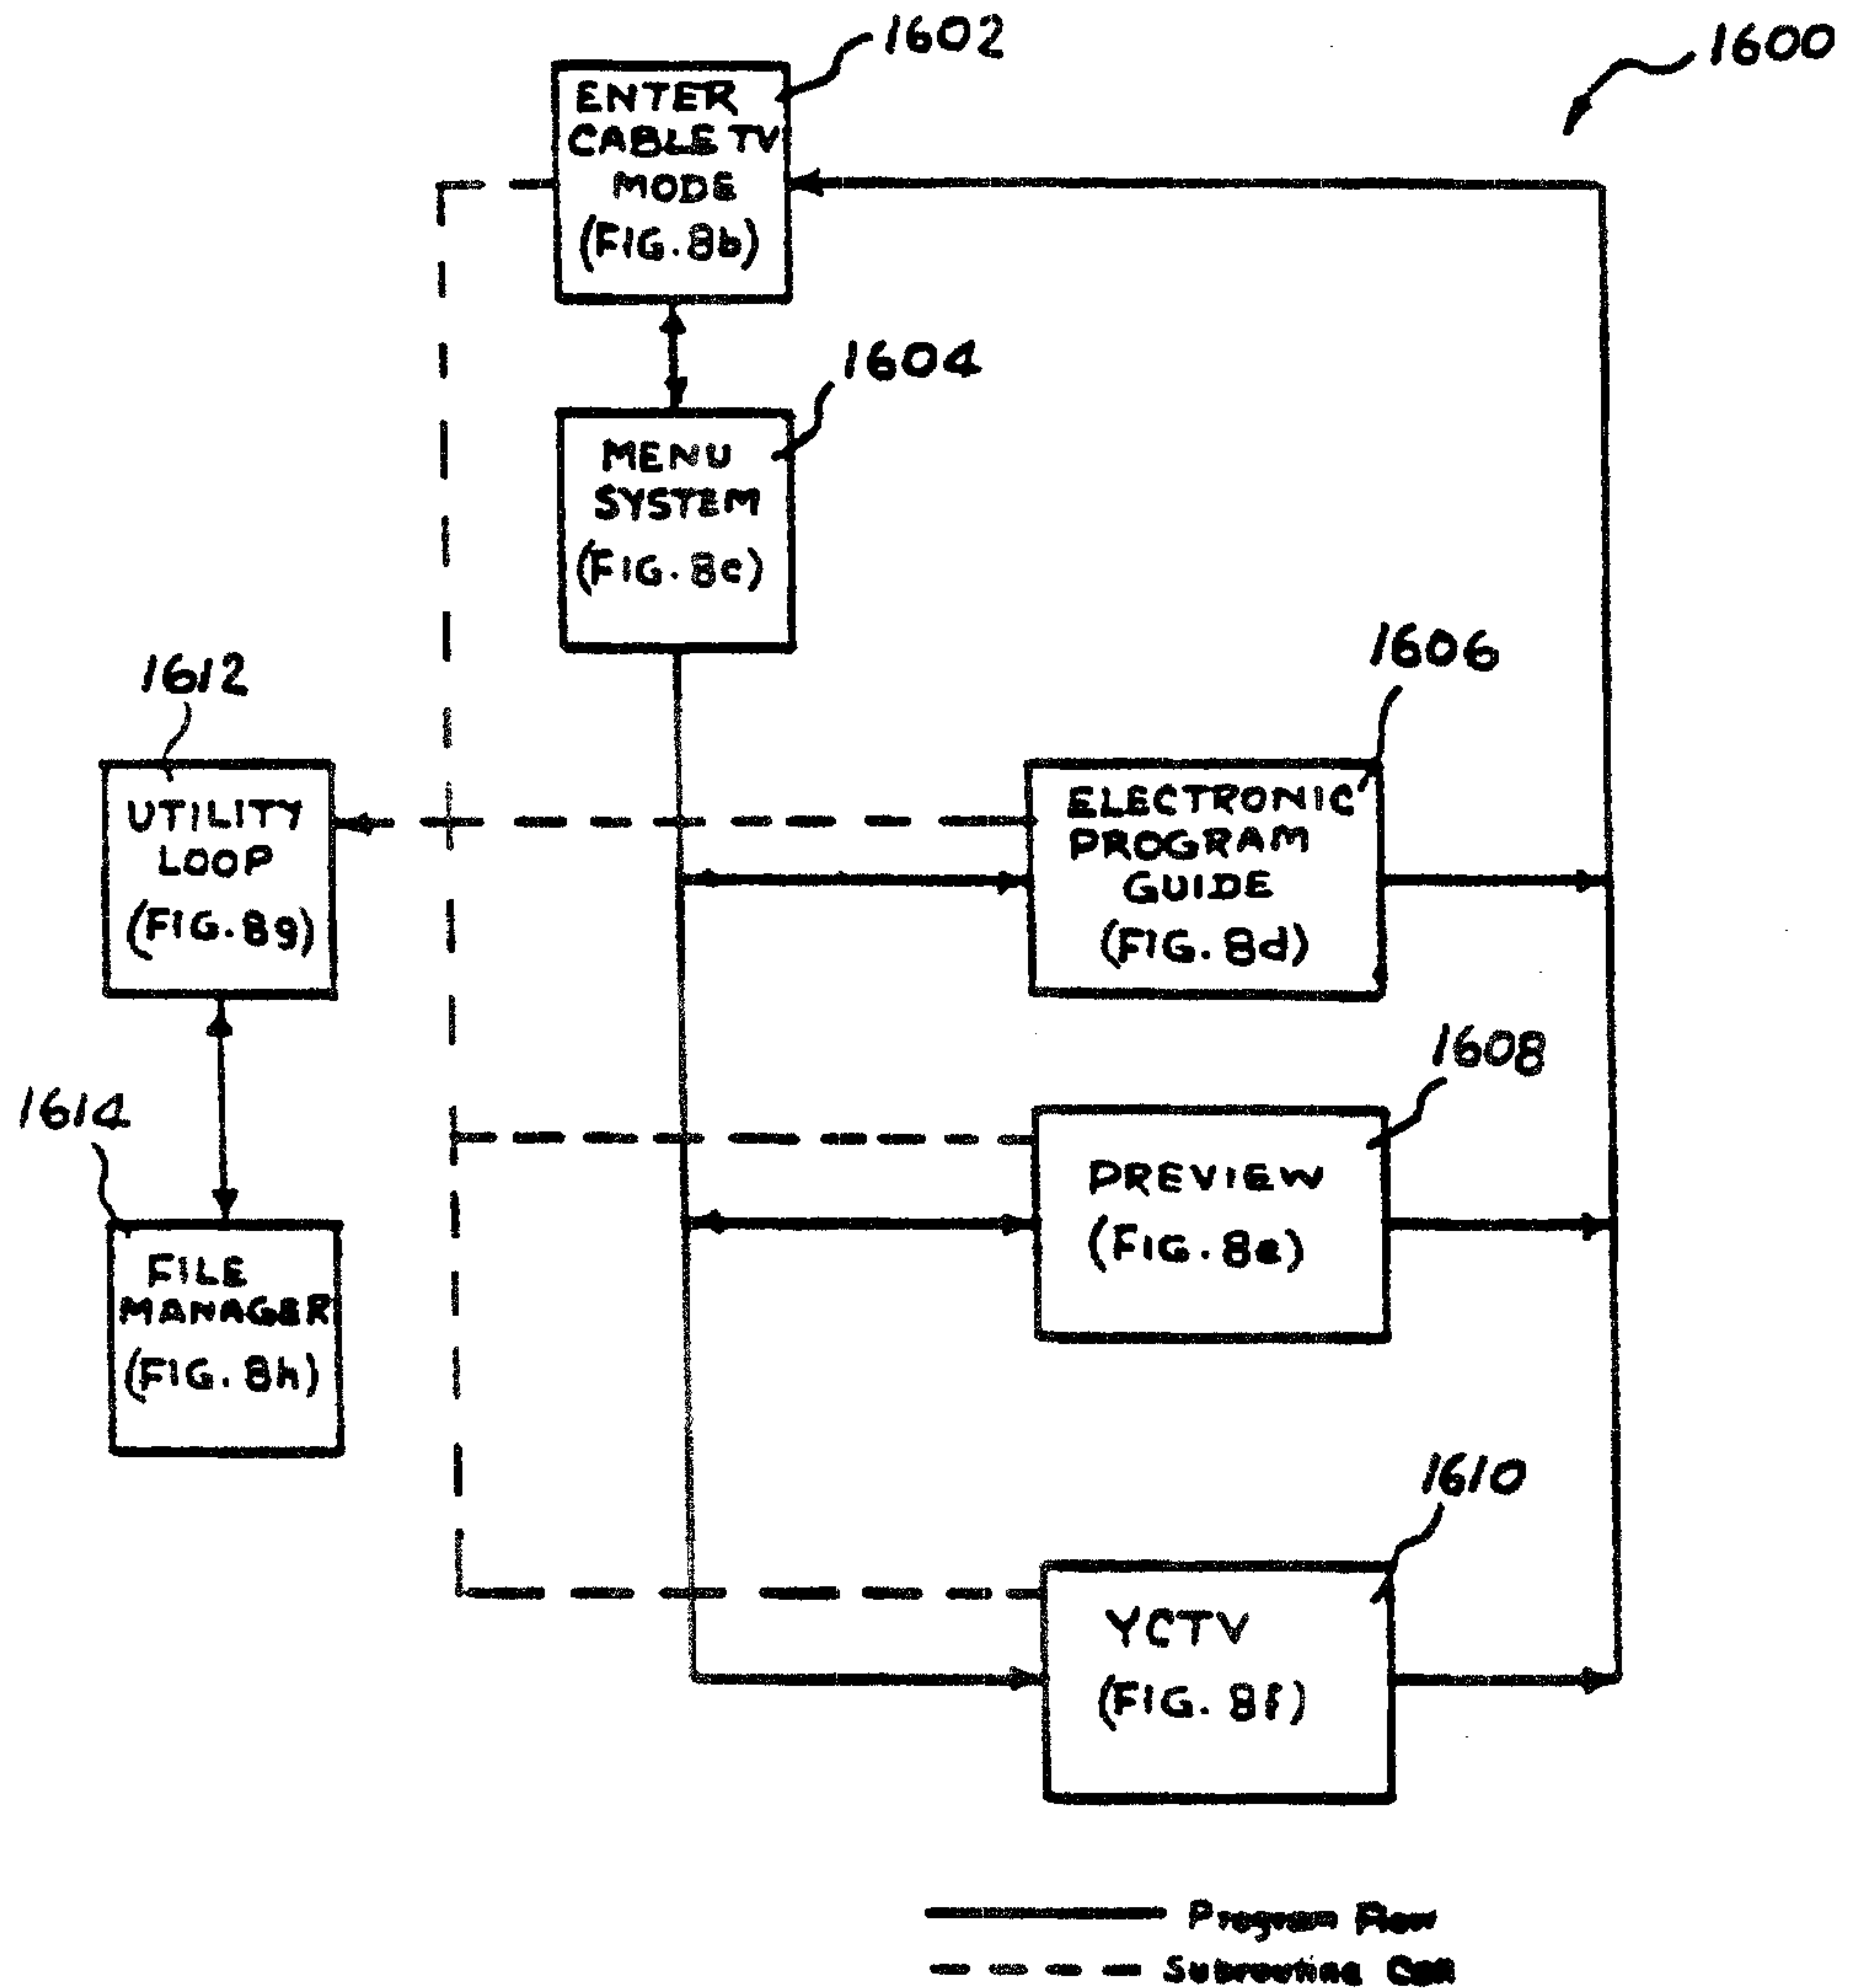 1602
1600
ENTER
CABLE TV
MODE
(FIG. 8b)
1604
MENU
SYSTEM
(FIG. 8c)
1606
1612
UTILITY
LOOP
(FIG. 8g)
ELECTRONIC
PROGRAM
GUIDE
(FIG. 8d)
1608
1614
PREVIEW
(FIG. 8e)
FILE
MANAGER
(FIG. 8h)
1610
YCTV
(FIG. 8f)
Program Flow
Subroutine Call